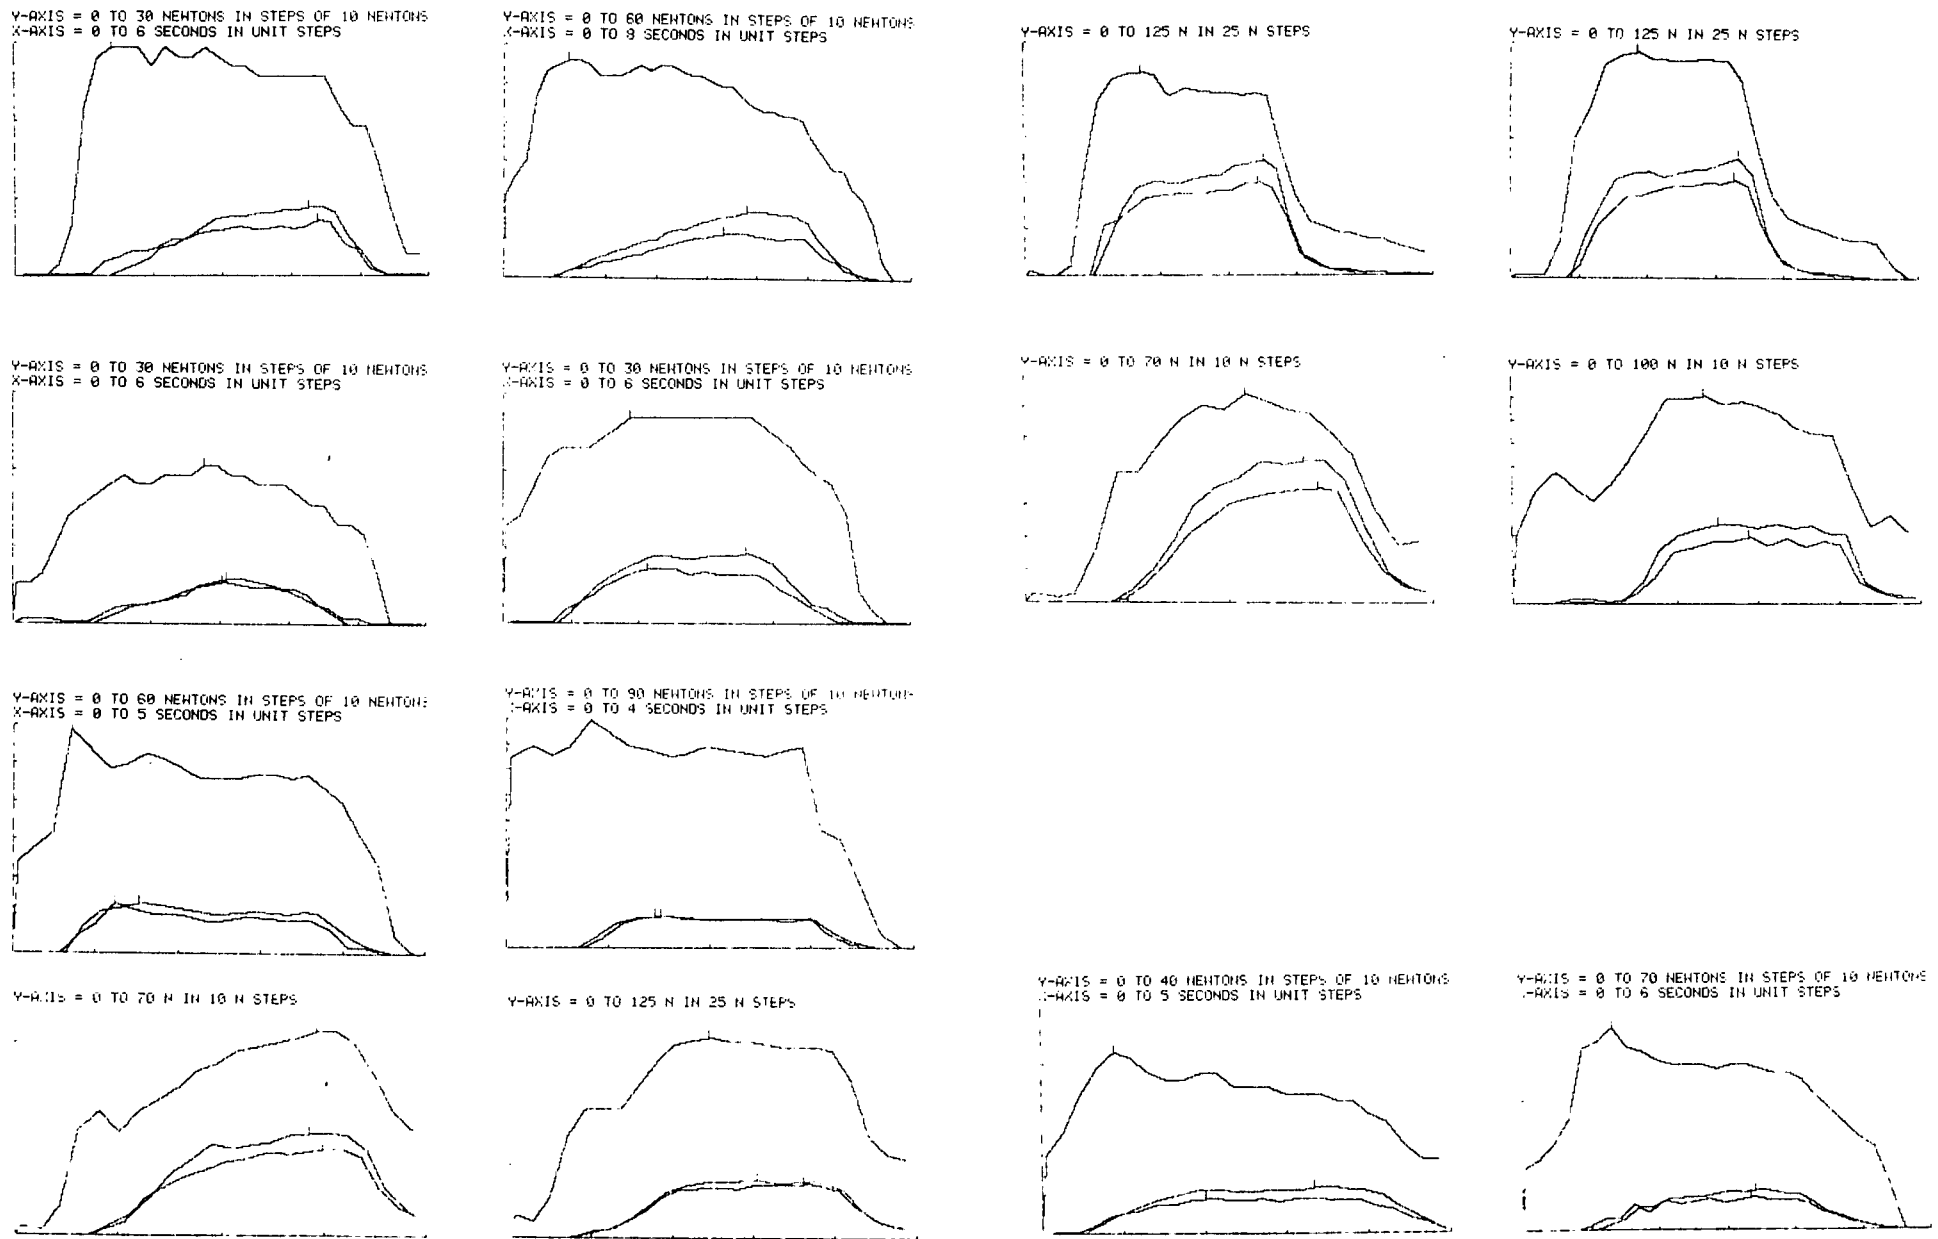 Y-AXIS = 0 TO 30 NEWTONS IN STEPS OF 10 NEWTONS
X-AXIS = 0 TO 6 SECONDS IN UNIT STEPS
Y-AXIS = 0 TO 60 NEWTONS IN STEPS OF 10 NEWTONS
X-AXIS = 0 TO 8 SECONDS IN UNIT STEPS
Y-AXIS = 0 TO 125 N IN 25 N STEPS
Y-AXIS = 0 TO 125 N IN 25 N STEPS
Y-AXIS = 0 TO 30 NEWTONS IN STEPS OF 10 NEWTONS
X-AXIS = 0 TO 6 SECONDS IN UNIT STEPS
Y-AXIS = 0 TO 30 NEWTONS IN STEPS OF 10 NEWTONS
X-AXIS = 0 TO 6 SECONDS IN UNIT STEPS
Y-AXIS = 0 TO 70 N IN 10 N STEPS
Y-AXIS = 0 TO 100 N IN 10 N STEPS
Y-AXIS = 0 TO 60 NEWTONS IN STEPS OF 10 NEWTONS
X-AXIS = 0 TO 5 SECONDS IN UNIT STEPS
Y-AXIS = 0 TO 90 NEWTONS IN STEPS OF 10 NEWTONS
X-AXIS = 0 TO 4 SECONDS IN UNIT STEPS
Y-AXIS = 0 TO 70 N IN 10 N STEPS
Y-AXIS = 0 TO 125 N IN 25 N STEPS
Y-AXIS = 0 TO 40 NEWTONS IN STEPS OF 10 NEWTONS
X-AXIS = 0 TO 5 SECONDS IN UNIT STEPS
Y-AXIS = 0 TO 70 NEWTONS IN STEPS OF 10 NEWTONS
X-AXIS = 0 TO 6 SECONDS IN UNIT STEPS